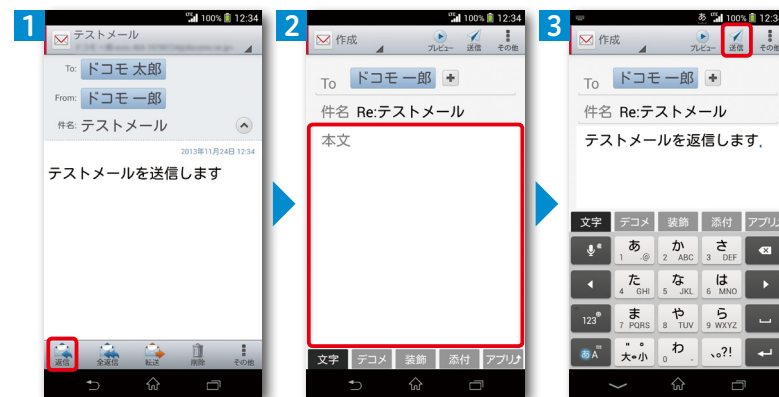 1
100% 12:34
テストメール
To: ドコモ 太郎
From: ドコモ 一郎
件名: テストメール
2013年11月24日 12:34
テストメールを送信します
返信 全返信 転送 削除 その他
2
100% 12:34
作成 プレビュー 送信 その他
To ドコモ 一郎 +
件名 Re:テストメール
本文
文字 デコメ 装飾 添付 アプリ
3
あ 100% 12:34
作成 プレビュー 送信 その他
To ドコモ 一郎 +
件名 Re:テストメール
テストメールを返信します.
文字 デコメ 装飾 添付 アプリ
あ か さ
1 .@ 2 ABC 3 DEF
た な は
4 GHI 5 JKL 6 MNO
ま や ら
123 7 PQRS 8 TUV 9 WXYZ
あA 大⇔小 わ 、。?!
0 -